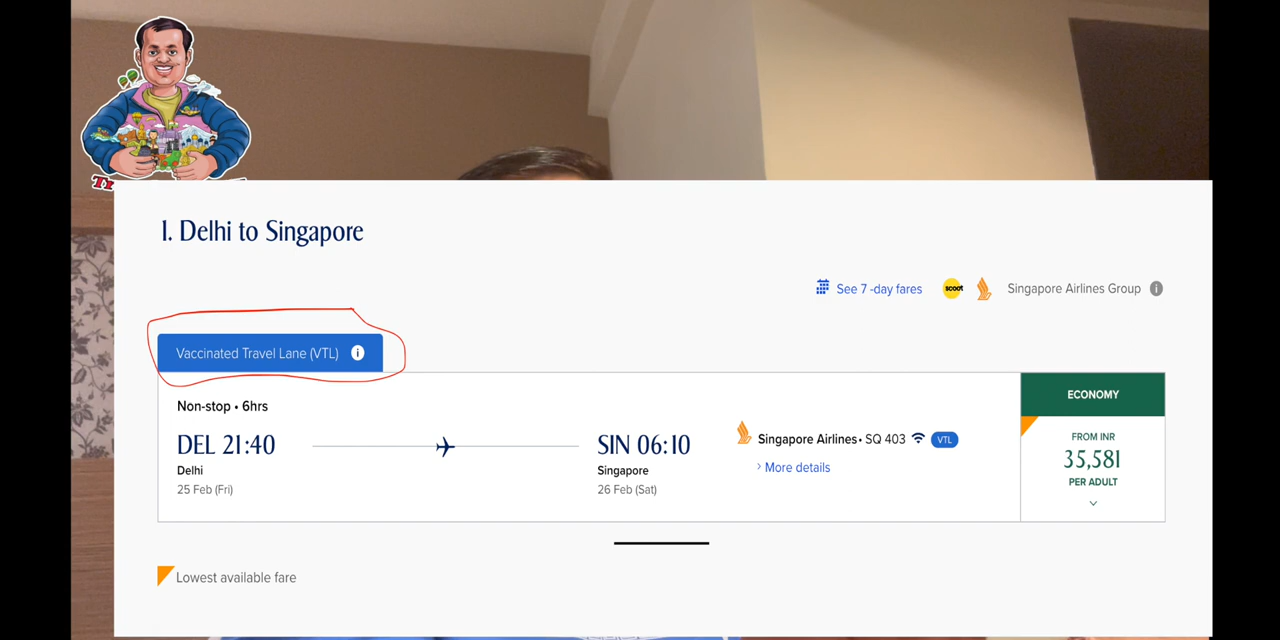 1. Delhi to Singapore
See 7 -day fares
scoot
Singapore Airlines Group i
Vaccinated Travel Lane (VTL) i
Non-stop • 6hrs
DEL 21:40
SIN 06:10
Delhi
Singapore
25 Feb (Fri)
26 Feb (Sat)
Singapore Airlines • SQ 403 VTL
> More details
ECONOMY
FROM INR
35,581
PER ADULT
Lowest available fare